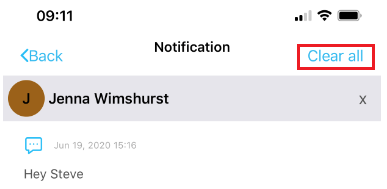 09:11
Back Notification Clear all
J Jenna Wimshurst x
Jun 19, 2020 15:16
Hey Steve